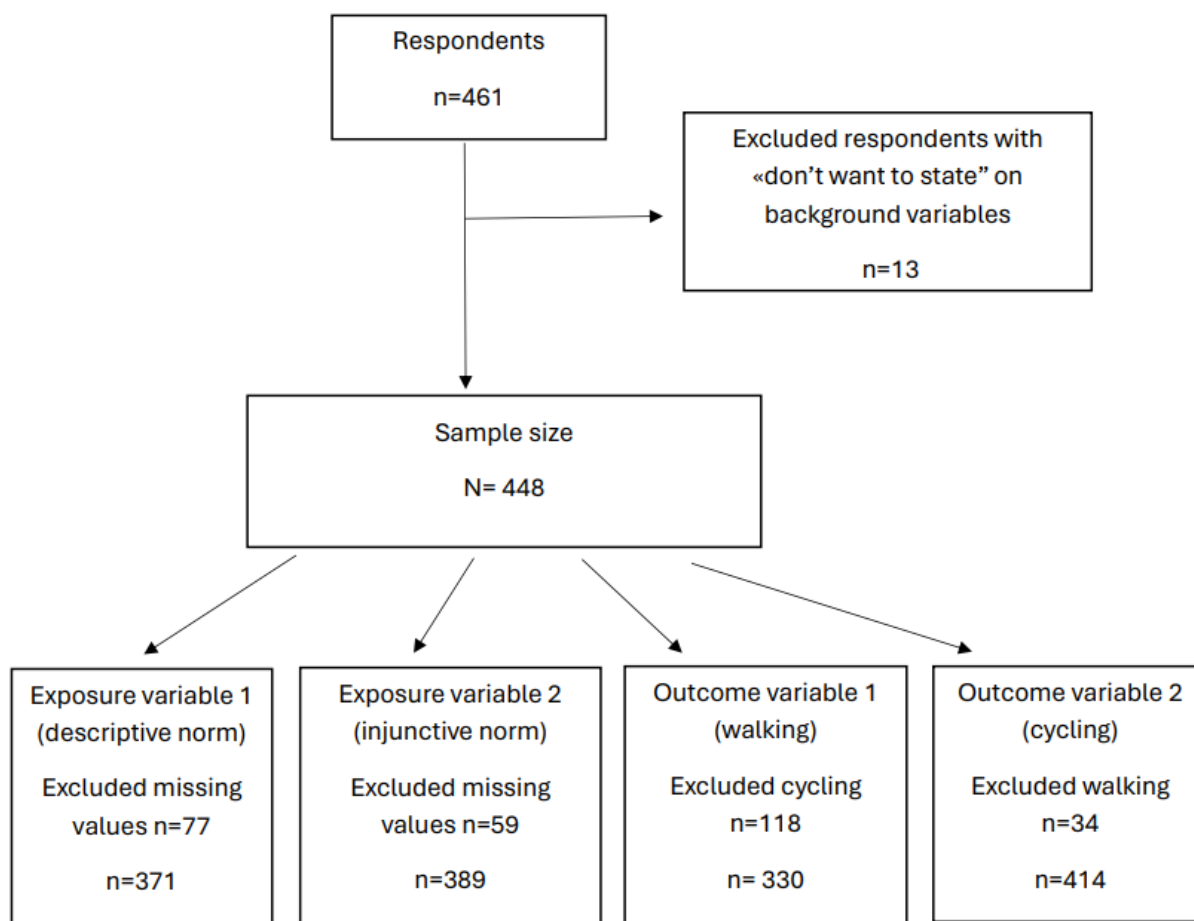 Respondents
n=461
Excluded respondents with
«don't want to state” on
background variables
n=13
Sample size
N= 448
Exposure variable 1
(descriptive norm)
Excluded missing
values n=77
n=371
Exposure variable 2
(injunctive norm)
Excluded missing
values n=59
n=389
Outcome variable 1
(walking)
Excluded cycling
n=118
n= 330
Outcome variable 2
(cycling)
Excluded walking
n=34
n=414